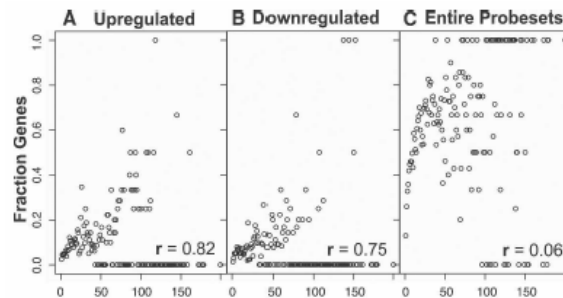 A Upregulated B Downregulated C Entire Probesets
Fraction Genes
1.0
0.8
0.6
0.4
0.2
0.0
r = 0.82 r = 0.75 r = 0.06
0 50 100 150 0 50 100 150 0 50 100 150